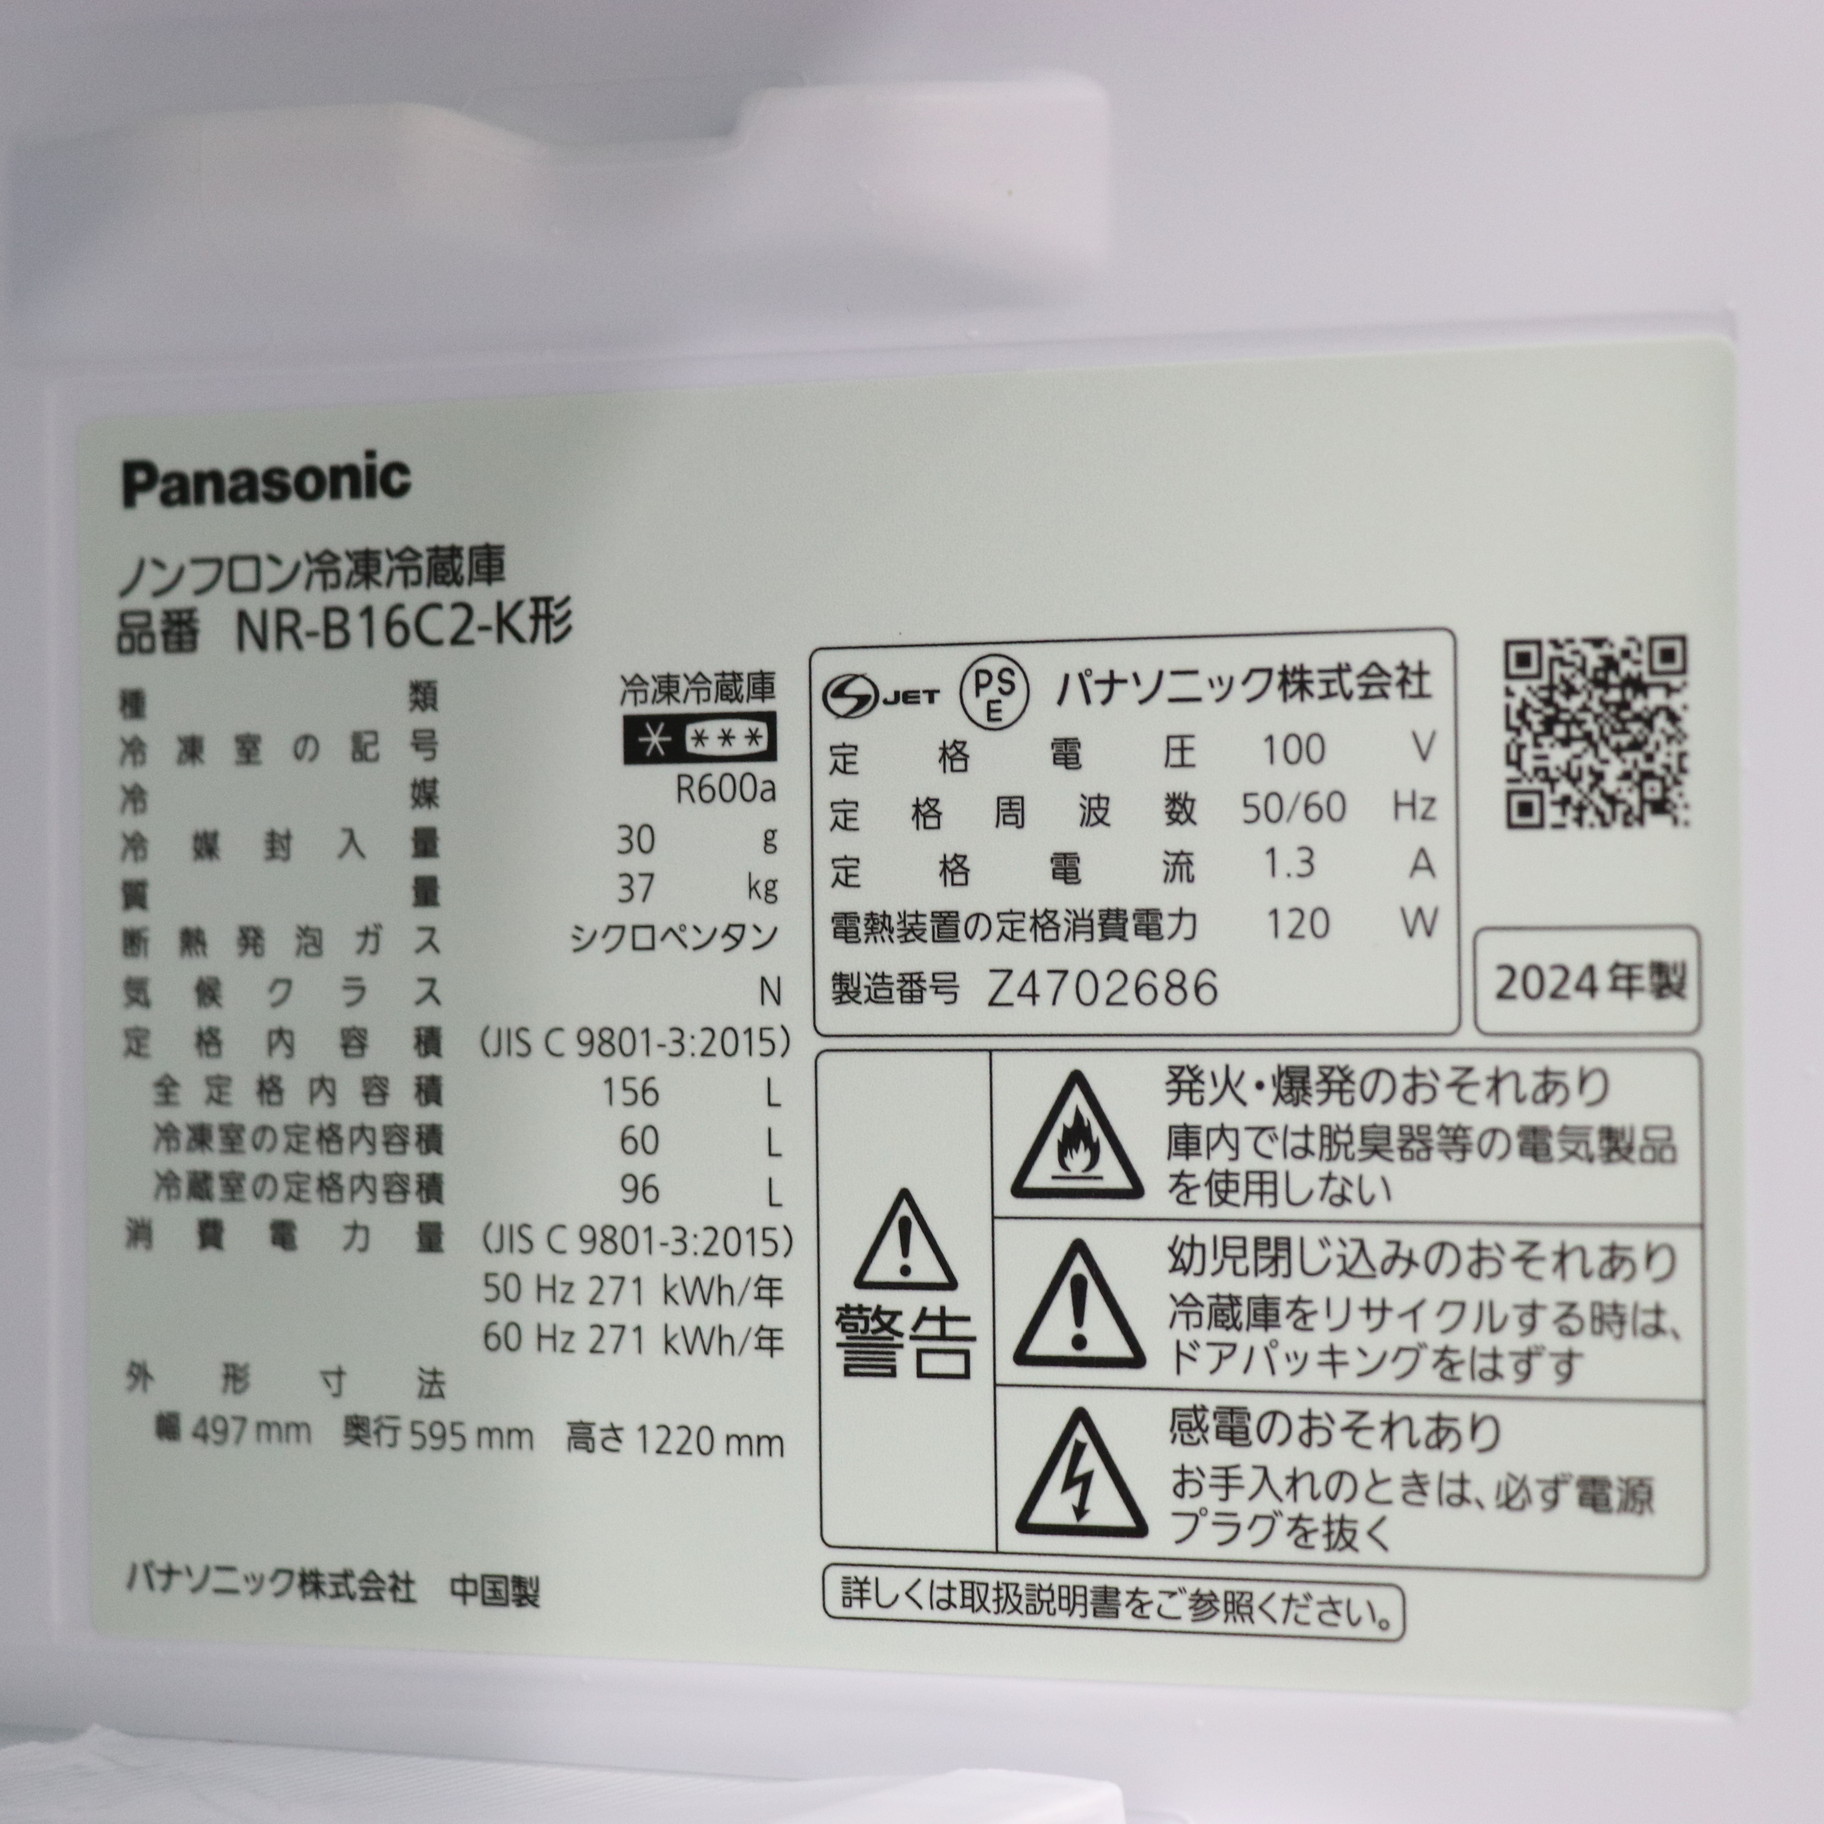 Panasonic
ノンフロン冷凍冷蔵庫
品番 NR-B16C2-K形
種類 冷凍冷蔵庫
冷凍室の記号 * ***
冷媒 R600a
冷媒封入量 30 g
質量 37 kg
断熱発泡ガス シクロペンタン
気候クラス N
定格内容積 (JIS C 9801-3:2015)
全定格内容積 156 L
冷凍室の定格内容積 60 L
冷蔵室の定格内容積 96 L
消費電力量 (JIS C 9801-3:2015)
50 Hz 271 kWh/年
60 Hz 271 kWh/年
外形寸法
幅 497 mm 奥行 595 mm 高さ 1220 mm
パナソニック株式会社 中国製
S JET PSE パナソニック株式会社
定格電圧 100 V
定格周波数 50/60 Hz
定格電流 1.3 A
電熱装置の定格消費電力 120 W
製造番号 Z4702686
2024年製
警告
発火・爆発のおそれあり
庫内では脱臭器等の電気製品
を使用しない
幼児閉じ込みのおそれあり
冷蔵庫をリサイクルする時は、
ドアパッキングをはずす
感電のおそれあり
お手入れのときは、必ず電源
プラグを抜く
詳しくは取扱説明書をご参照ください。